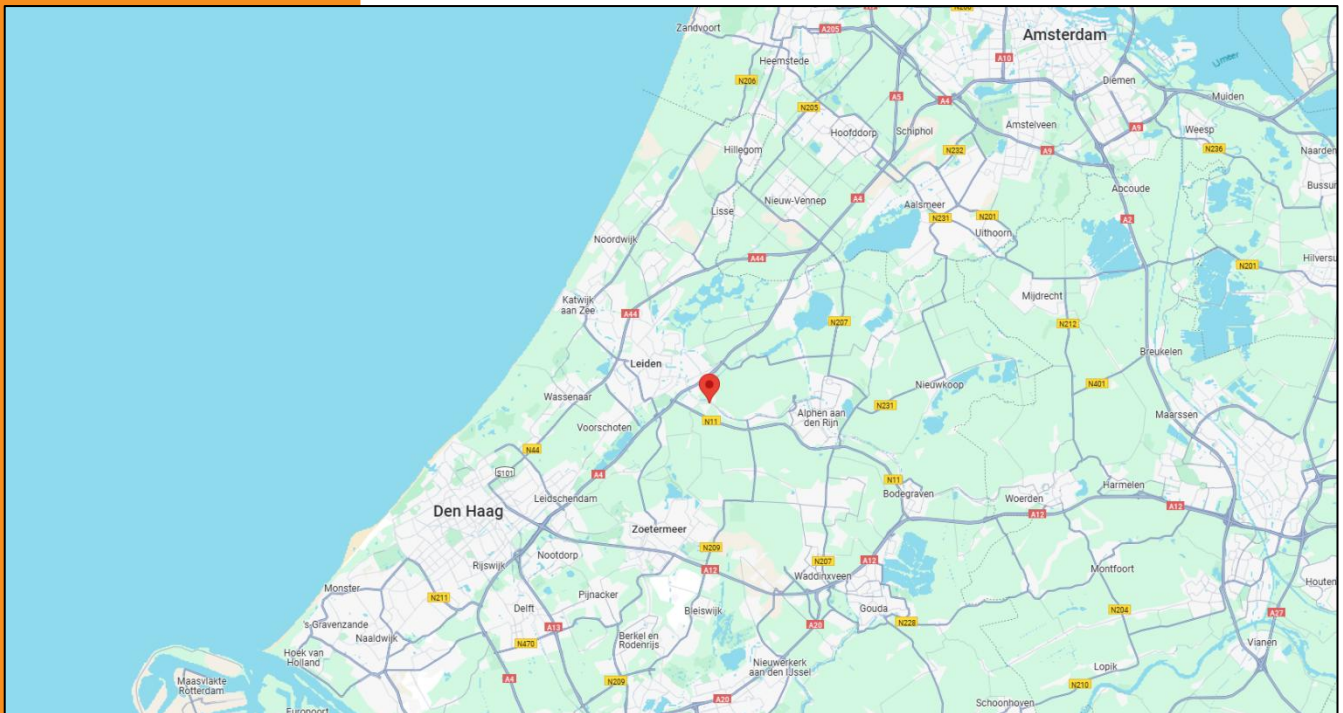 Zandvoort
A205
Amsterdam
Heemstede
A10
IJmeer
Diemen
N206
Muiden
N205
A5
A4
Hoofddorp
Schiphol
Amstelveen
A9
Weesp
Hillegom
N232
A9
N236
Naarden
Abcoude
Bussum
Nieuw-Vennep
A4
Aalsmeer
Lisse
N231
N201
A2
Uithoorn
Noordwijk
A44
N201
Hilversu
Katwijk
aan Zee
Mijdrecht
A44
N207
N212
Breukelen
Leiden
Wassenaar
Nieuwkoop
N401
N231
Alphen aan
den Rijn
Maarssen
Voorschoten
N11
N44
S101
A4
N11
Leidschendam
Bodegraven
Woerden
Harmelen
Den Haag
A12
A12
Zoetermeer
Nootdorp
N209
N207
A12
Rijswijk
A12
Waddinxveen
Montfoort
Monster
N211
Pijnacker
Houten
Delft
Bleiswijk
Gouda
N204
A27
's-Gravenzande
A13
A20
N228
Naaldwijk
N470
Berkel en
Rodenrijs
Vianen
Hoek van
Holland
Nieuwerkerk
aan den IJssel
Lopik
Maasvlakte
Rotterdam
A4
N209
N210
A20
Schoonhoven
Europoort